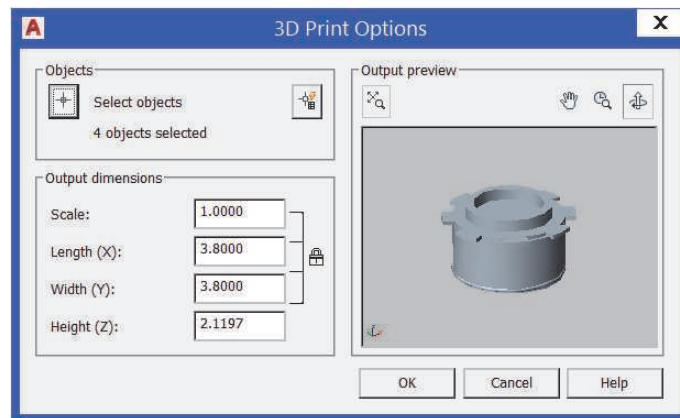 A 3D Print Options X
Objects
Select objects
4 objects selected
Output dimensions
Scale: 1.0000
Length (X): 3.8000
Width (Y): 3.8000
Height (Z): 2.1197
Output preview
OK Cancel Help